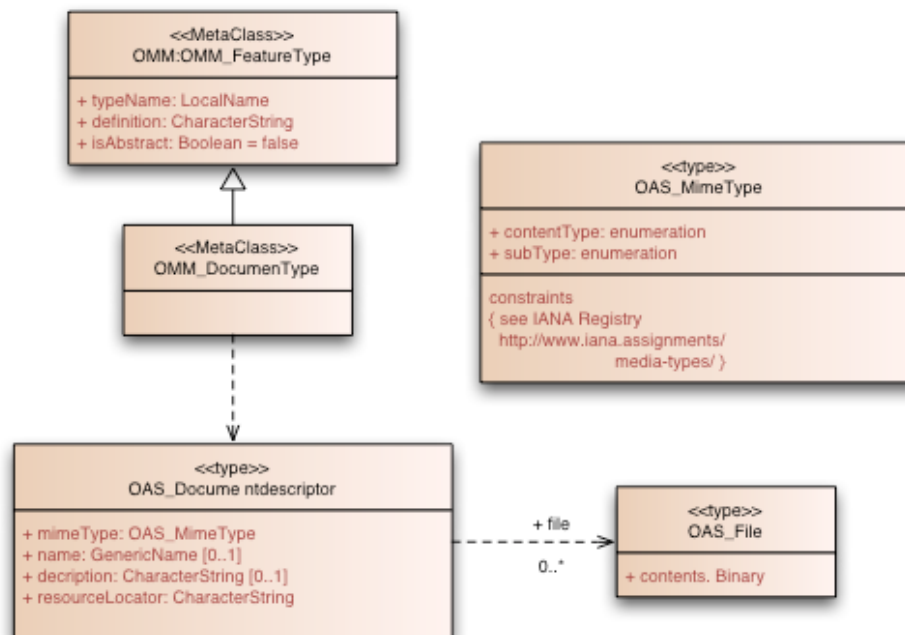 <<MetaClass>>
OMM:OMM_FeatureType
+ typeName: LocalName
+ definition: CharacterString
+ isAbstract: Boolean = false
<<type>>
OAS_MimeType
+ contentType: enumeration
+ subType: enumeration
constraints
{ see IANA Registry
http://www.iana.assignments/
media-types/ }
<<MetaClass>>
OMM_DocumenType
<<type>>
OAS_Docume ntdescriptor
+ mimeType: OAS_MimeType
+ name: GenericName [0..1]
+ decription: CharacterString [0..1]
+ resourceLocator: CharacterString
+ file
0..*
<<type>>
OAS_File
+ contents. Binary